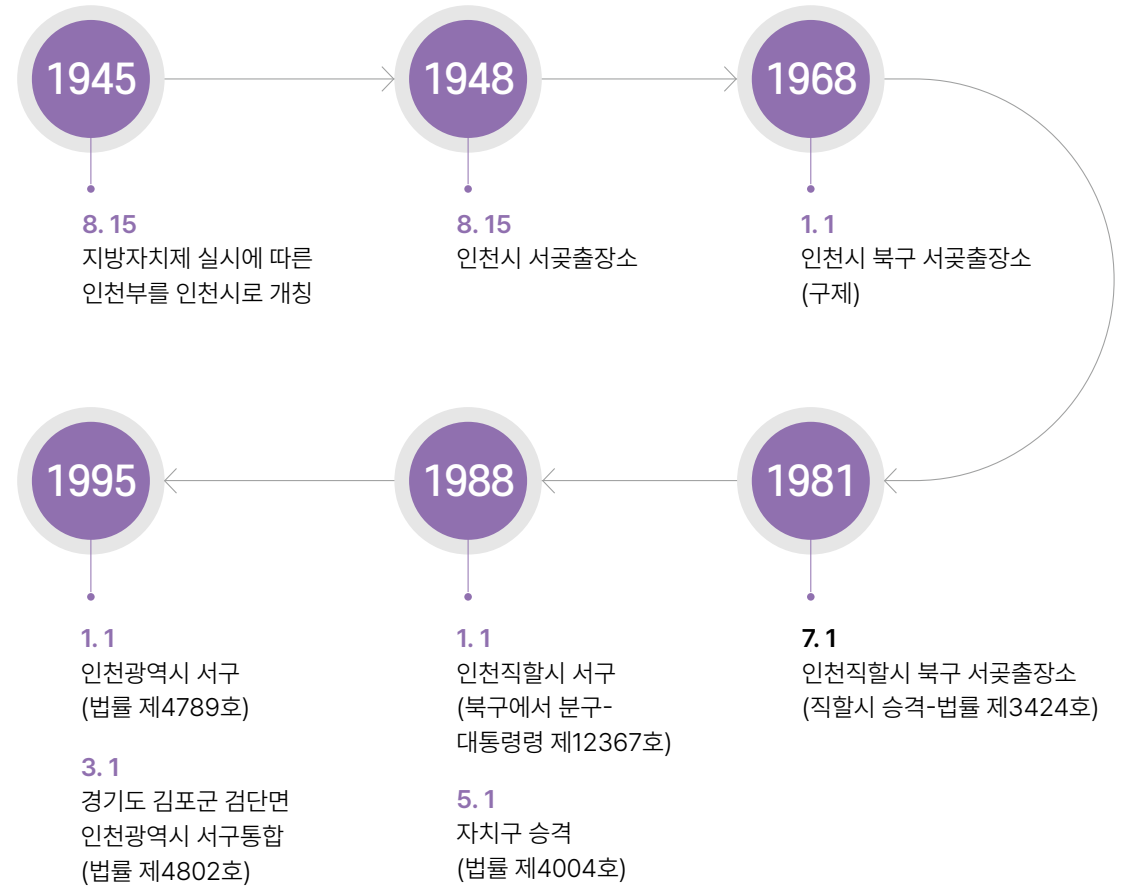 1945
8. 15
지방자치제 실시에 따른
인천부를 인천시로 개칭
1948
8. 15
인천시 서곶출장소
1968
1. 1
인천시 북구 서곶출장소
(구제)
1981
7. 1
인천직할시 북구 서곶출장소
(직할시 승격-법률 제3424호)
1988
1. 1
인천직할시 서구
(북구에서 분구-
대통령령 제12367호)
5. 1
자치구 승격
(법률 제4004호)
1995
1. 1
인천광역시 서구
(법률 제4789호)
3. 1
경기도 김포군 검단면
인천광역시 서구통합
(법률 제4802호)